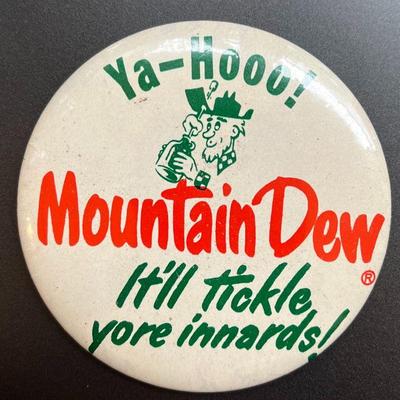 Ya-Hooo!
Mountain Dew®
It'll tickle
yore innards!